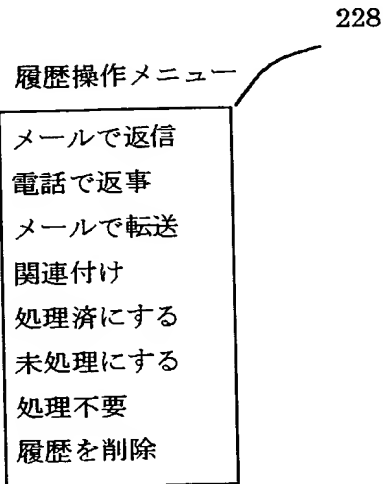 228
履歴操作メニュー
メールで返信
電話で返事
メールで転送
関連付け
処理済にする
未処理にする
処理不要
履歴を削除